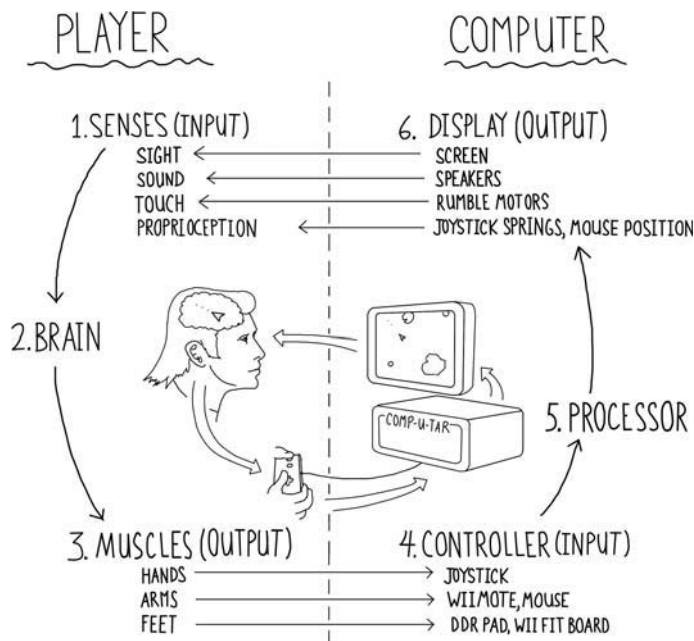 PLAYER
COMPUTER
1. SENSES (INPUT)
6. DISPLAY (OUTPUT)
SIGHT
SCREEN
SOUND
SPEAKERS
TOUCH
RUMBLE MOTORS
PROPRIOCEPTION
JOYSTICK SPRINGS, MOUSE POSITION
2. BRAIN
COMP-U-TAR
5. PROCESSOR
3. MUSCLES (OUTPUT)
4. CONTROLLER (INPUT)
HANDS
JOYSTICK
ARMS
WIIMOTE, MOUSE
FEET
DDR PAD, WII FIT BOARD